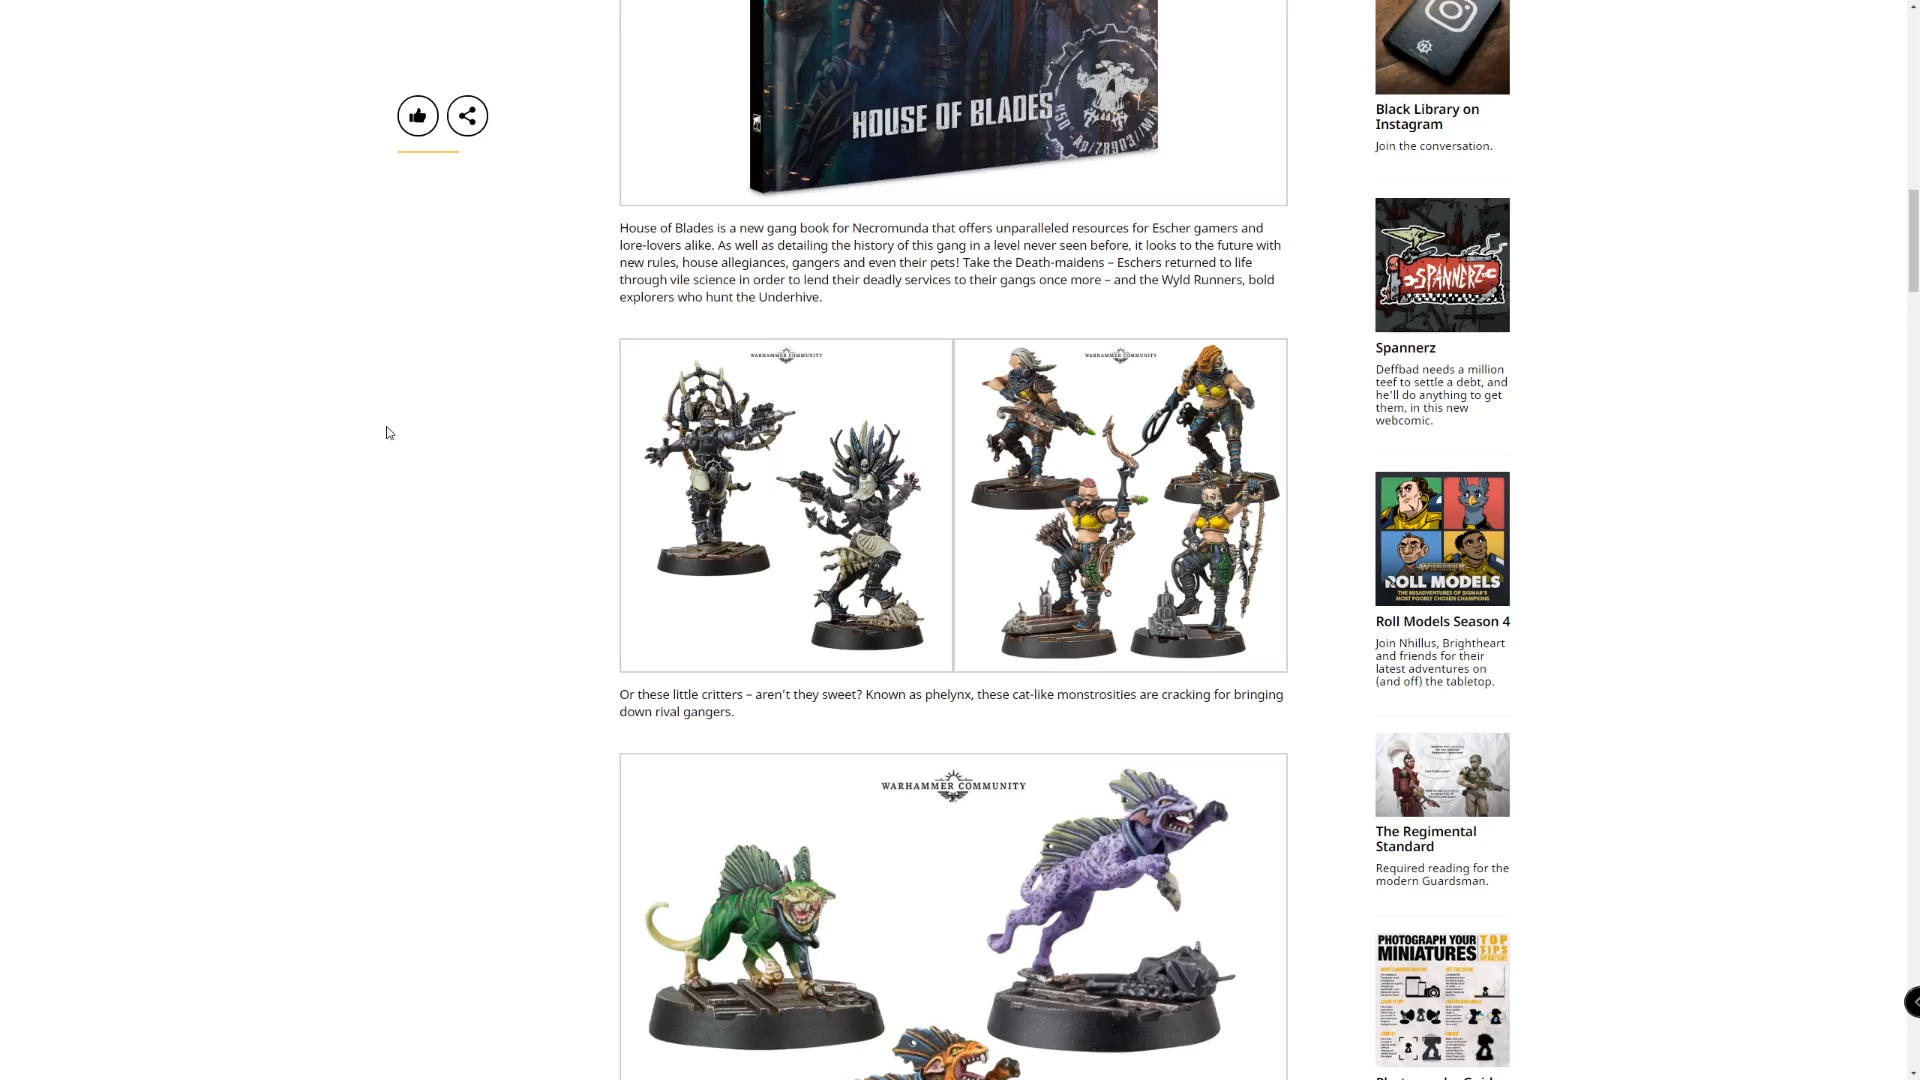 HOUSE OF BLADES
House of Blades is a new gang book for Necromunda that offers unparalleled resources for Escher gamers and
lore-lovers alike. As well as detailing the history of this gang in a level never seen before, it looks to the future with
new rules, house allegiances, gangers and even their pets! Take the Death-maidens – Eschers returned to life
through vile science in order to lend their deadly services to their gangs once more – and the Wyld Runners, bold
explorers who hunt the Underhive.
WARHAMMER COMMUNITY
WARHAMMER COMMUNITY
Or these little critters – aren't they sweet? Known as phelynx, these cat-like monstrosities are cracking for bringing
down rival gangers.
WARHAMMER COMMUNITY
Black Library on
Instagram
Join the conversation.
SPANNERZ
Spannerz
Deffbad needs a million
teef to settle a debt, and
he'll do anything to get
them, in this new
webcomic.
WARHAMMER
ROLL MODELS
THE MISADVENTURES OF SIGMAR'S
MOST POORLY CHOSEN CHAMPIONS
Roll Models Season 4
Join Nhillus, Brightheart
and friends for their
latest adventures on
(and off) the tabletop.
The Regimental
Standard
Required reading for the
modern Guardsman.
PHOTOGRAPH YOUR
MINIATURES
TOP
TIPS